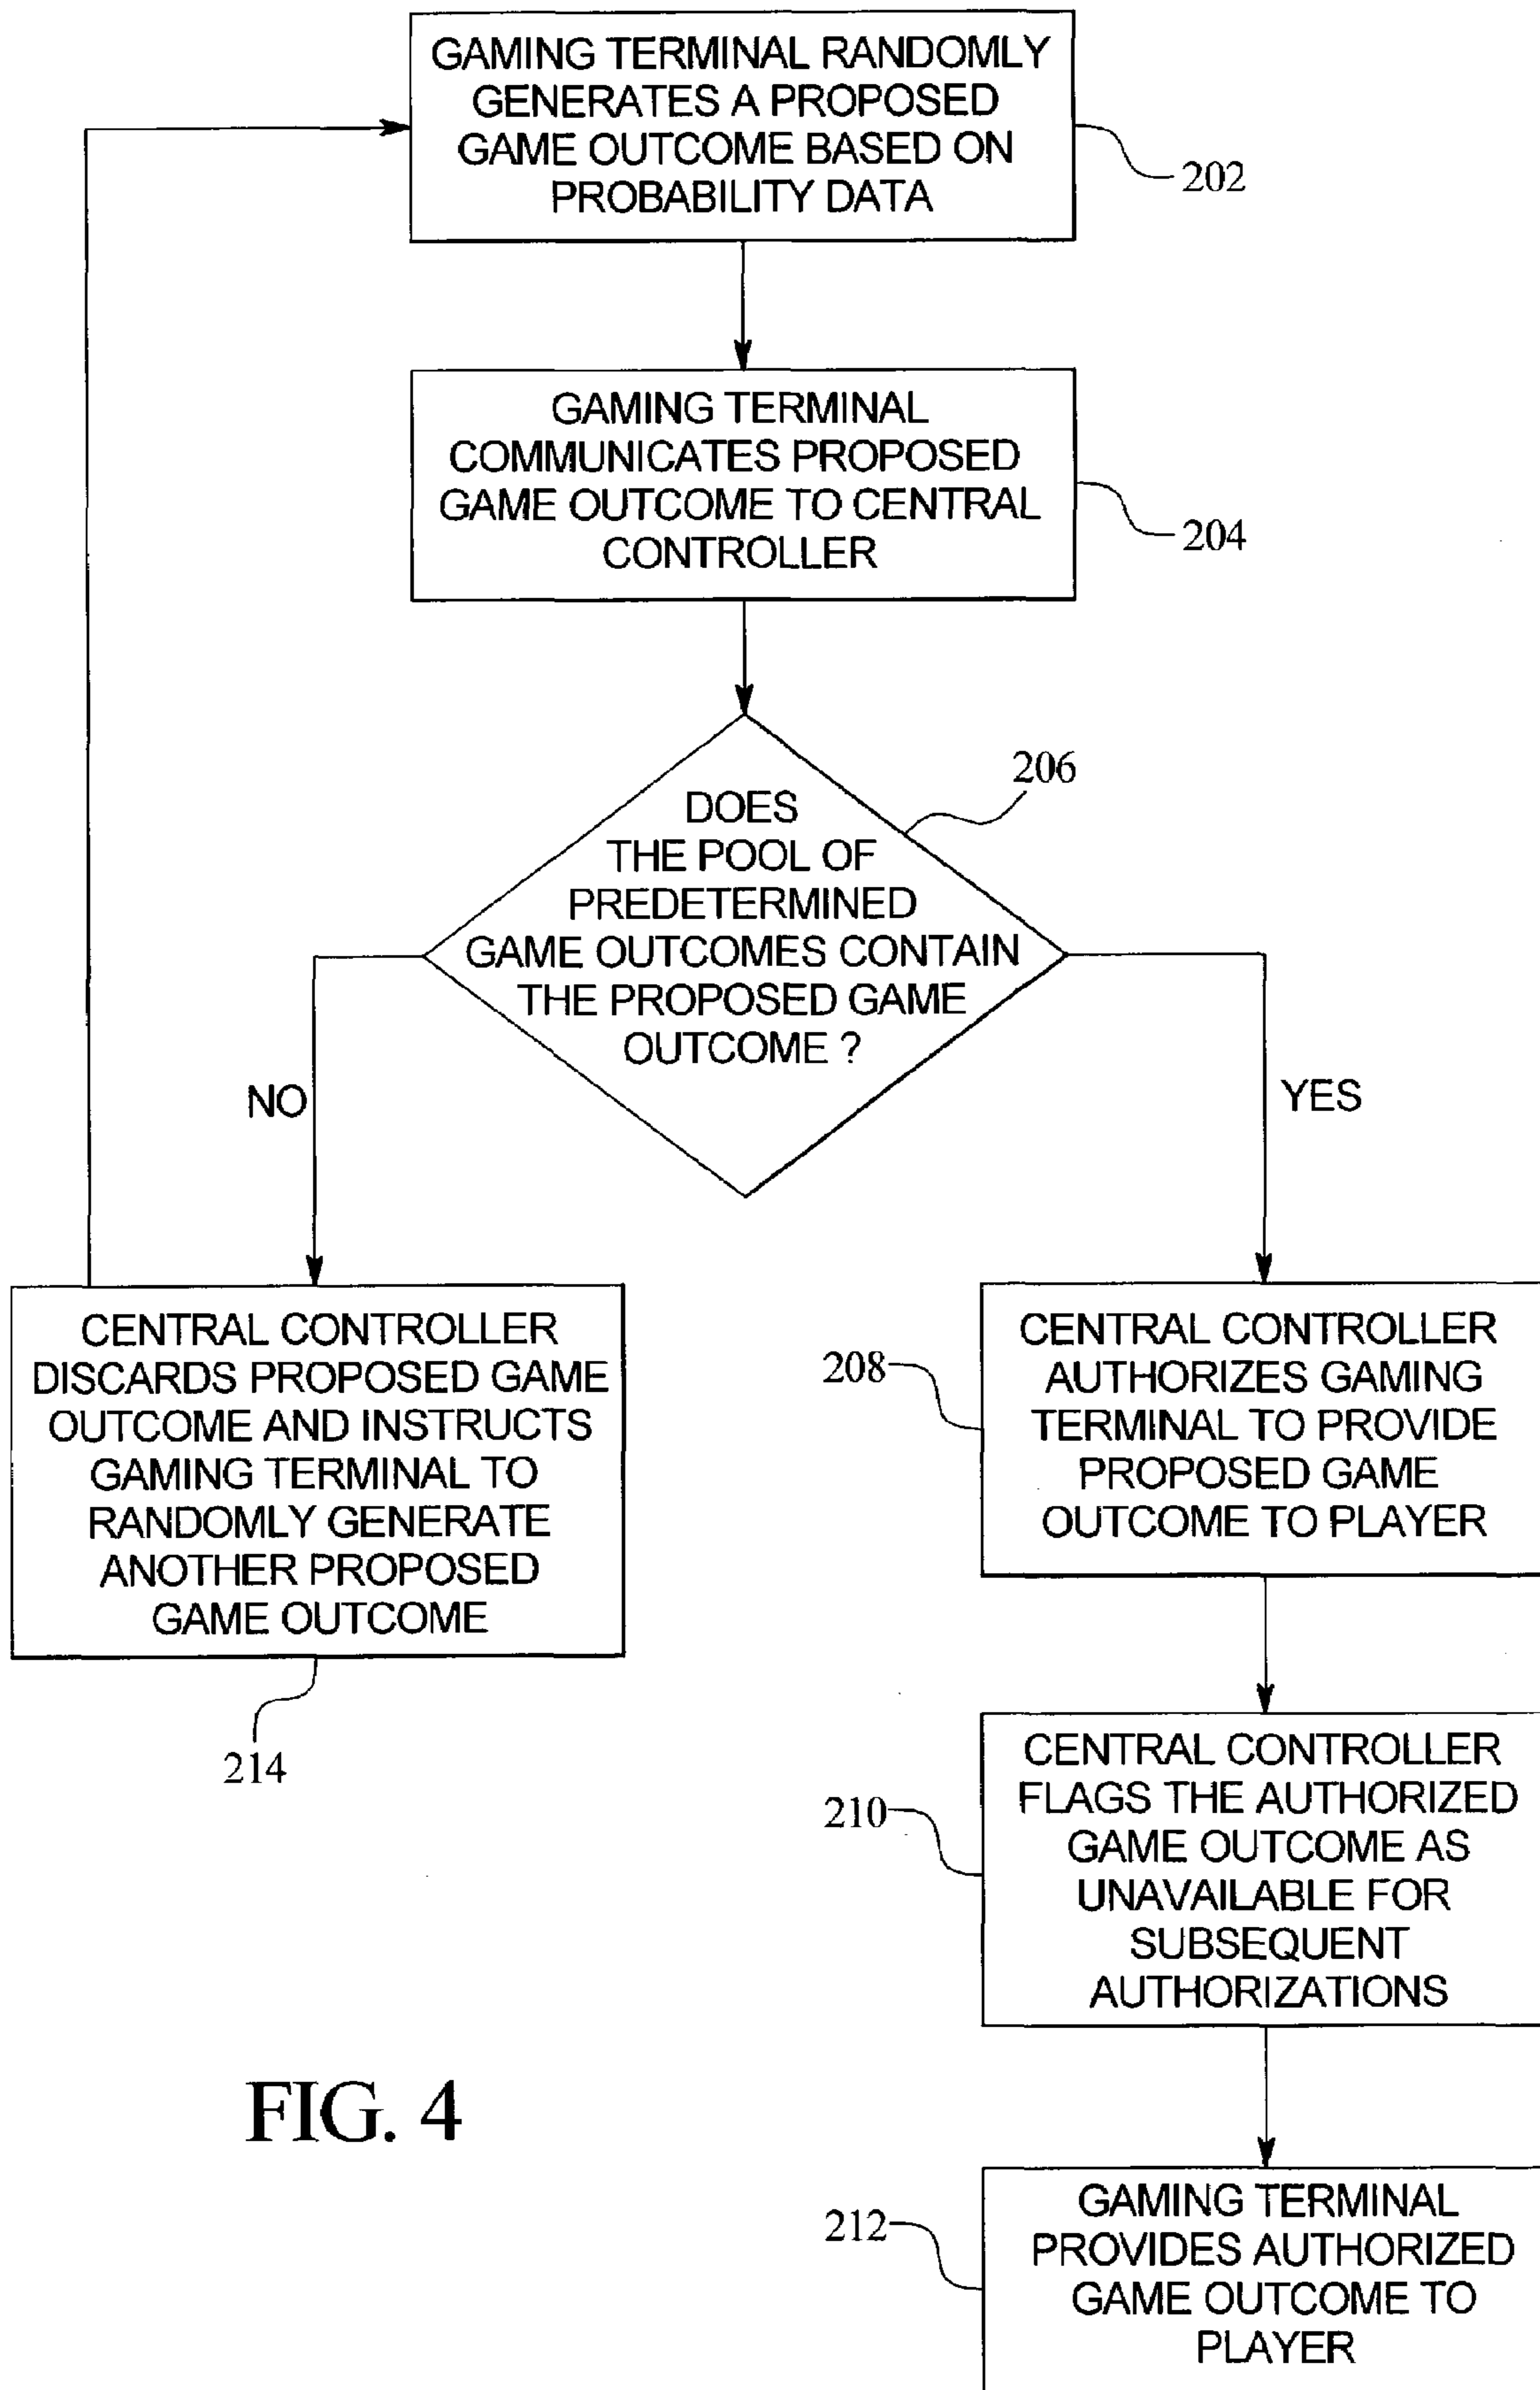 GAMING TERMINAL RANDOMLY
GENERATES A PROPOSED
GAME OUTCOME BASED ON
PROBABILITY DATA
202
GAMING TERMINAL
COMMUNICATES PROPOSED
GAME OUTCOME TO CENTRAL
CONTROLLER
204
206
DOES
THE POOL OF
PREDETERMINED
GAME OUTCOMES CONTAIN
THE PROPOSED GAME
OUTCOME ?
NO
YES
CENTRAL CONTROLLER
DISCARDS PROPOSED GAME
OUTCOME AND INSTRUCTS
GAMING TERMINAL TO
RANDOMLY GENERATE
ANOTHER PROPOSED
GAME OUTCOME
214
208
CENTRAL CONTROLLER
AUTHORIZES GAMING
TERMINAL TO PROVIDE
PROPOSED GAME
OUTCOME TO PLAYER
210
CENTRAL CONTROLLER
FLAGS THE AUTHORIZED
GAME OUTCOME AS
UNAVAILABLE FOR
SUBSEQUENT
AUTHORIZATIONS
FIG. 4
212
GAMING TERMINAL
PROVIDES AUTHORIZED
GAME OUTCOME TO
PLAYER